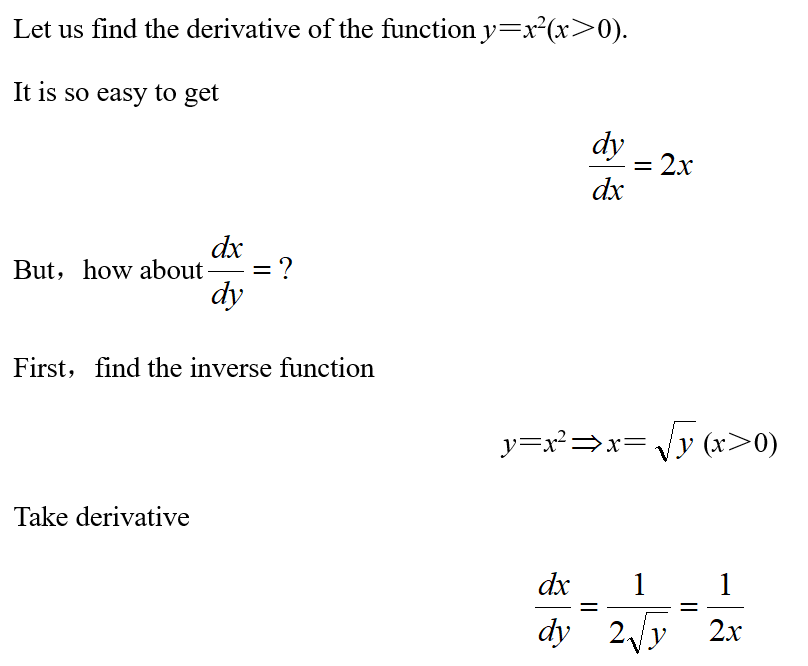 Let us find the derivative of the function y=x²(x>0).
It is so easy to get
dy/dx = 2x
But，how about dx/dy = ?
First，find the inverse function
y=x²⇒x=√y (x>0)
Take derivative
dx/dy = 1/(2√y) = 1/(2x)